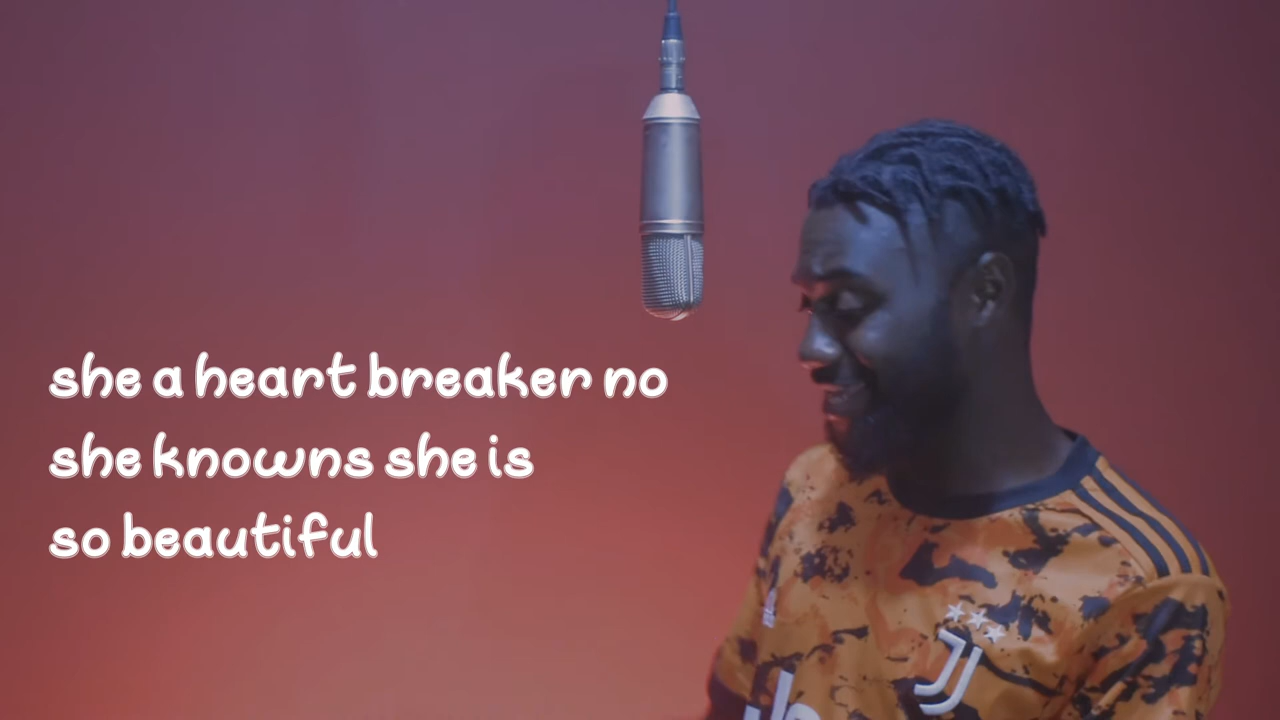 she a heart breaker no
she knowns she is
so beautiful